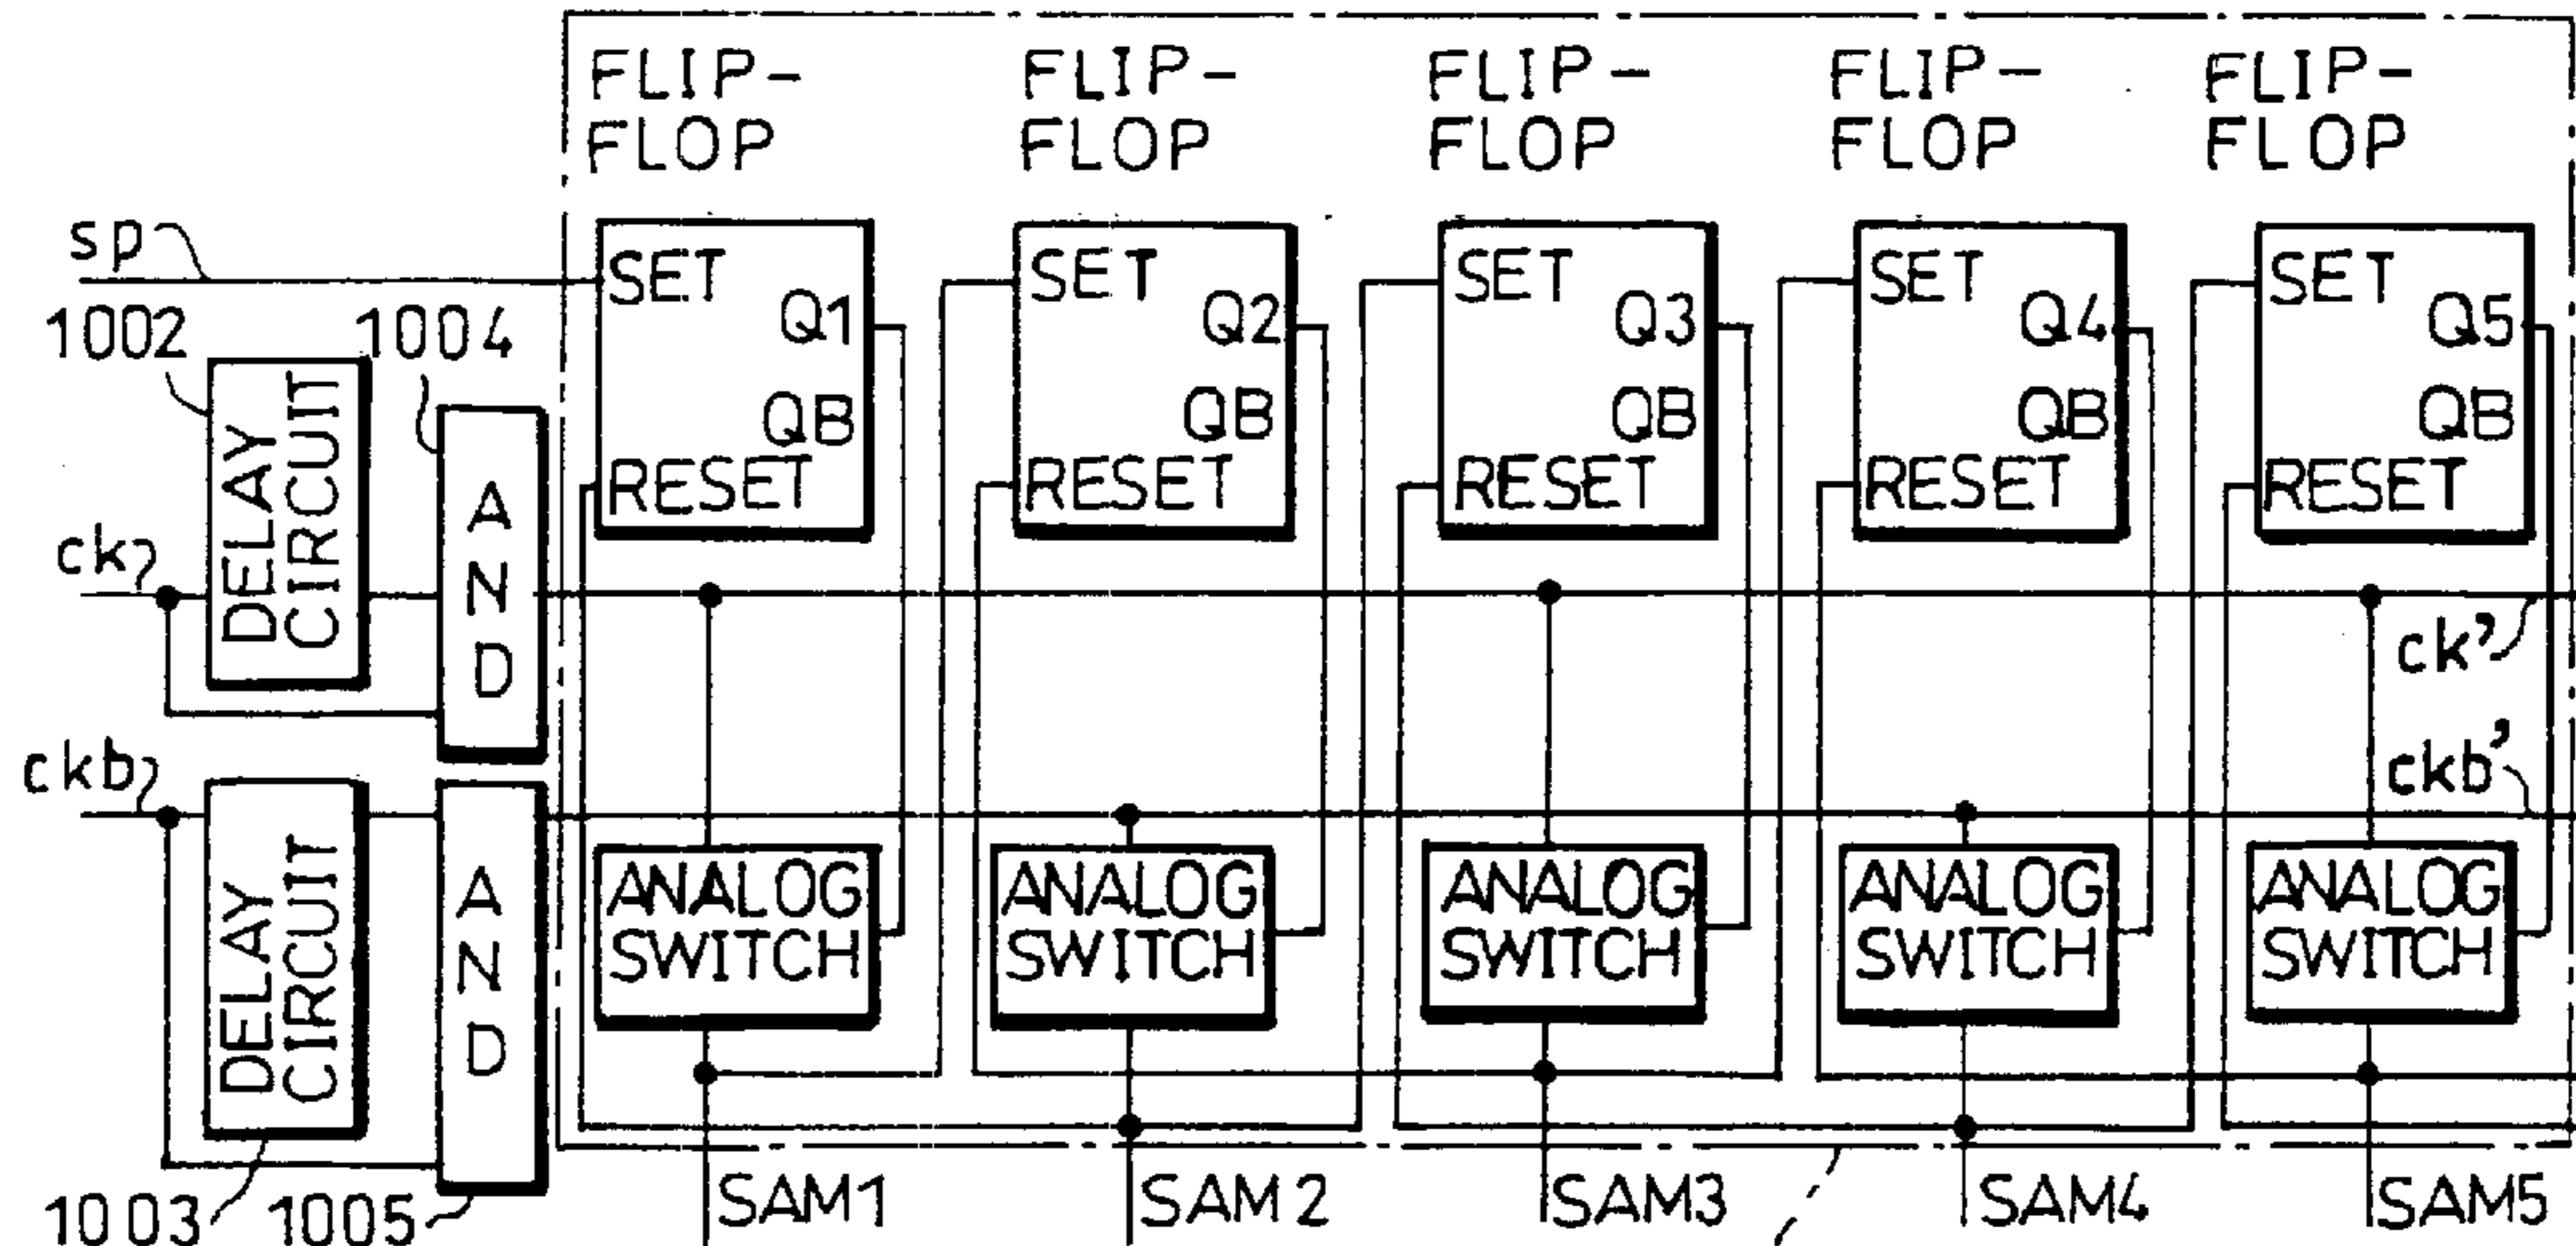 FLIP-
FLOP
FLIP-
FLOP
FLIP-
FLOP
FLIP-
FLOP
FLIP-
FLOP
sp
SET
Q1
QB
RESET
SET
Q2
QB
RESET
SET
Q3
QB
RESET
SET
Q4
QB
RESET
SET
Q5
QB
RESET
1002
1004
DELAY
CIRCUIT
AND
ck
ck'
ckb
ckb'
DELAY
CIRCUIT
AND
ANALOG
SWITCH
ANALOG
SWITCH
ANALOG
SWITCH
ANALOG
SWITCH
ANALOG
SWITCH
1003
1005
SAM1
SAM2
SAM3
SAM4
SAM5